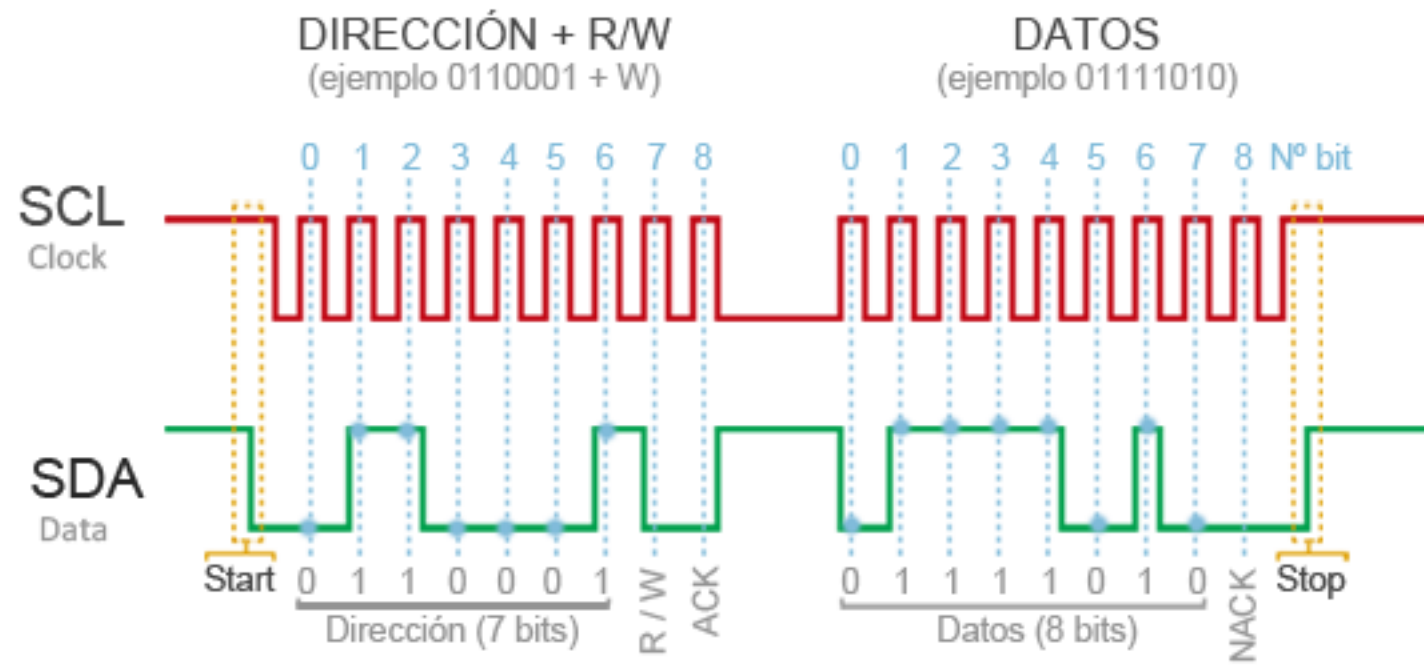 DIRECCIÓN + R/W
(ejemplo 0110001 + W)
DATOS
(ejemplo 01111010)
0 1 2 3 4 5 6 7 8
0 1 2 3 4 5 6 7 8 Nº bit
SCL
Clock
SDA
Data
Start
0 1 1 0 0 0 1
R / W
ACK
Dirección (7 bits)
0 1 1 1 1 0 1 0
NACK
Datos (8 bits)
Stop